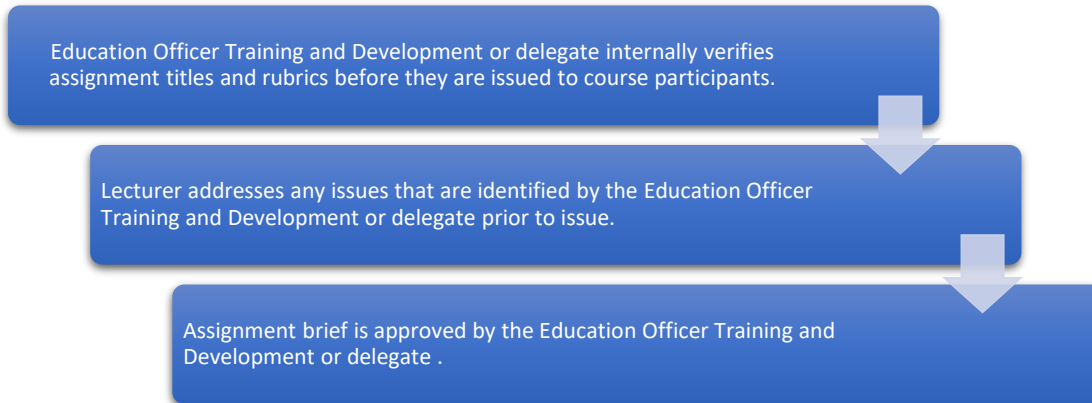 Education Officer Training and Development or delegate internally verifies
assignment titles and rubrics before they are issued to course participants.
Lecturer addresses any issues that are identified by the Education Officer
Training and Development or delegate prior to issue.
Assignment brief is approved by the Education Officer Training and
Development or delegate .